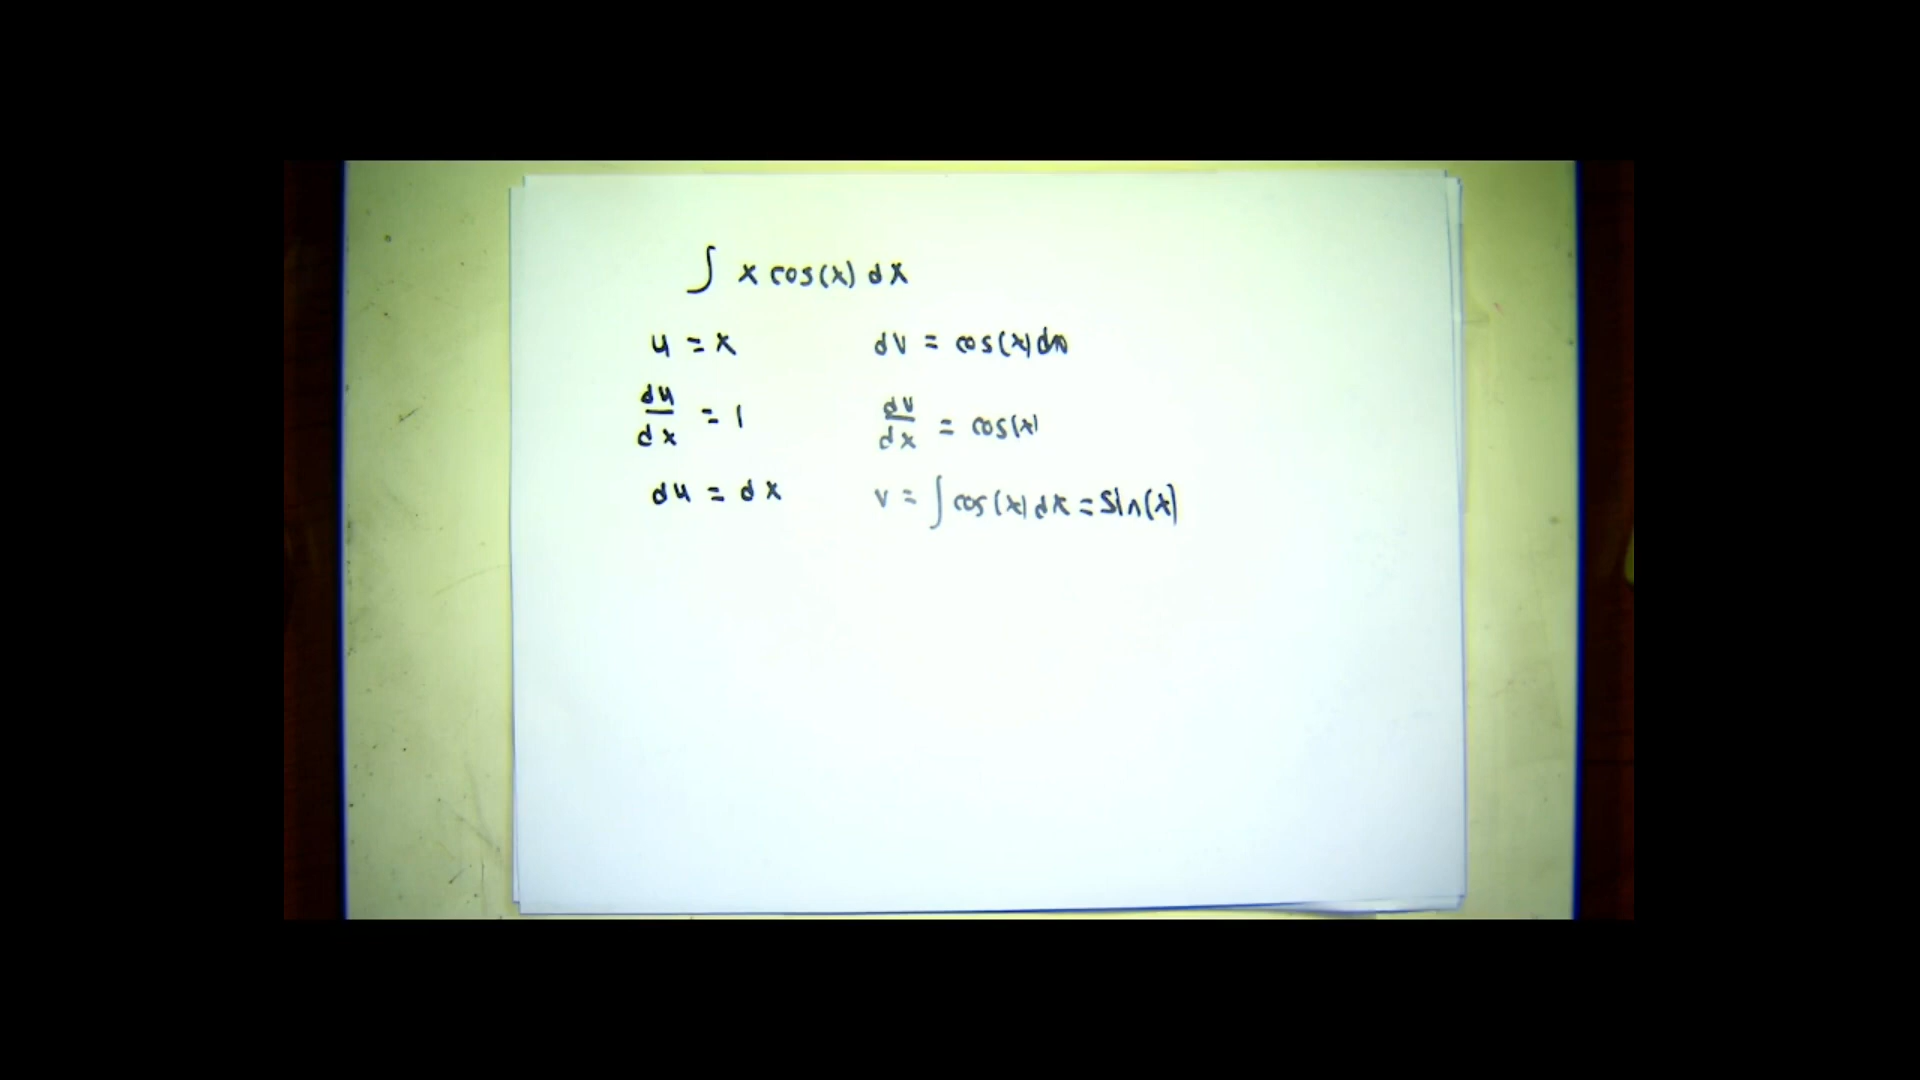 ∫ x cos(x) dx
u = x dv = cos(x) dx
du/dx = 1 dv/dx = cos(x)
du = dx v = ∫ cos(x) dx = sin(x)